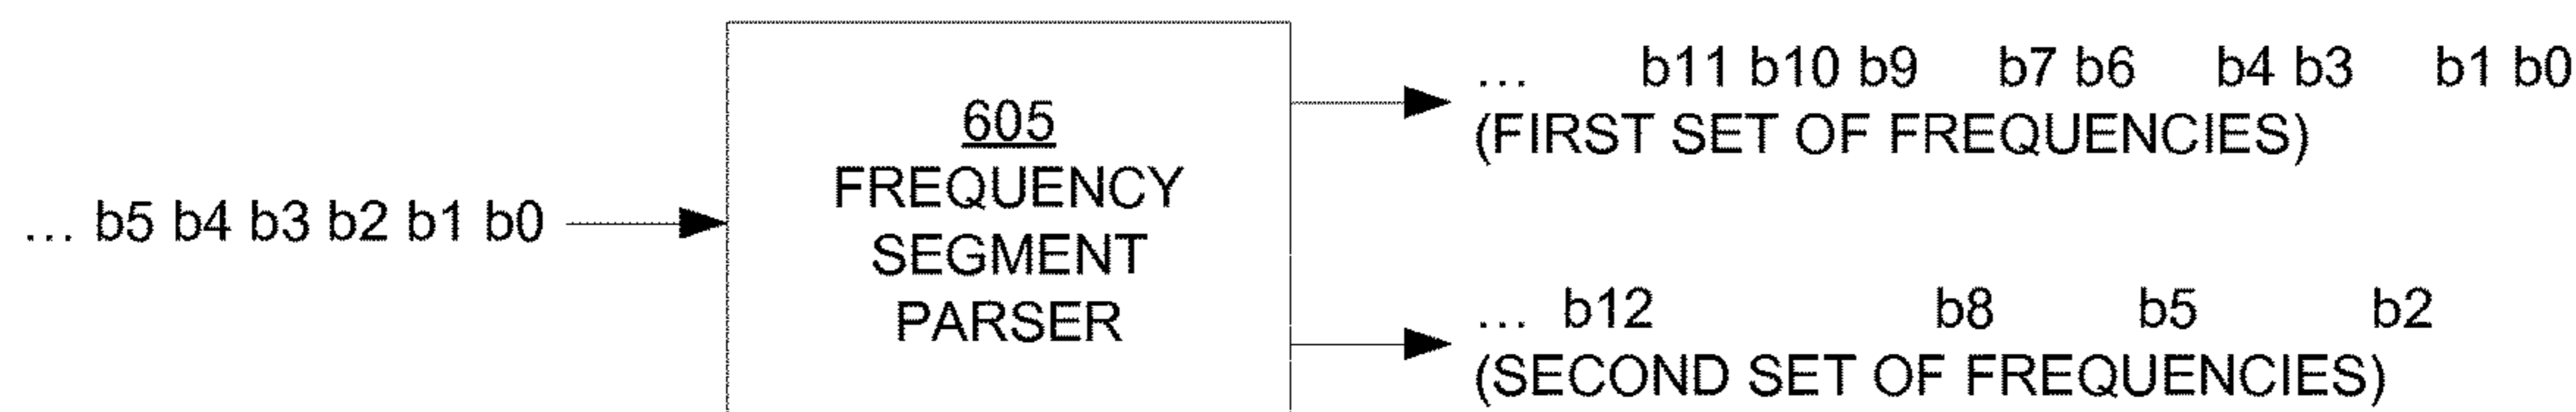 ... b5 b4 b3 b2 b1 b0
605
FREQUENCY
SEGMENT
PARSER
... b11 b10 b9 b7 b6 b4 b3 b1 b0
(FIRST SET OF FREQUENCIES)
... b12 b8 b5 b2
(SECOND SET OF FREQUENCIES)